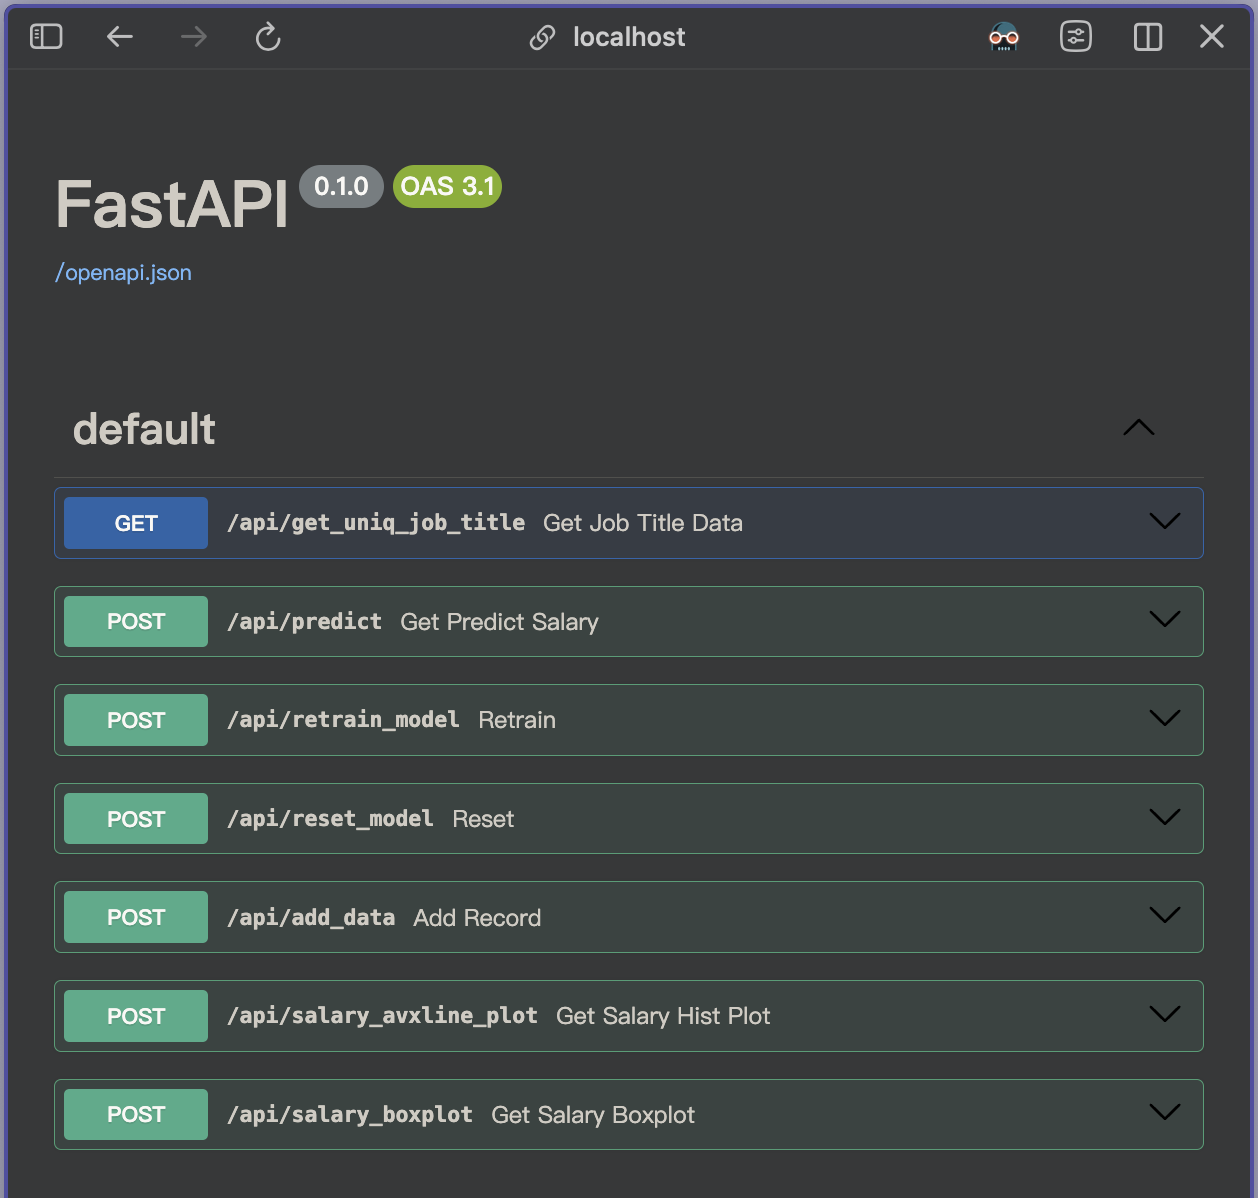 localhost
FastAPI 0.1.0 OAS 3.1
/openapi.json
default
GET /api/get_uniq_job_title Get Job Title Data
POST /api/predict Get Predict Salary
POST /api/retrain_model Retrain
POST /api/reset_model Reset
POST /api/add_data Add Record
POST /api/salary_avxline_plot Get Salary Hist Plot
POST /api/salary_boxplot Get Salary Boxplot